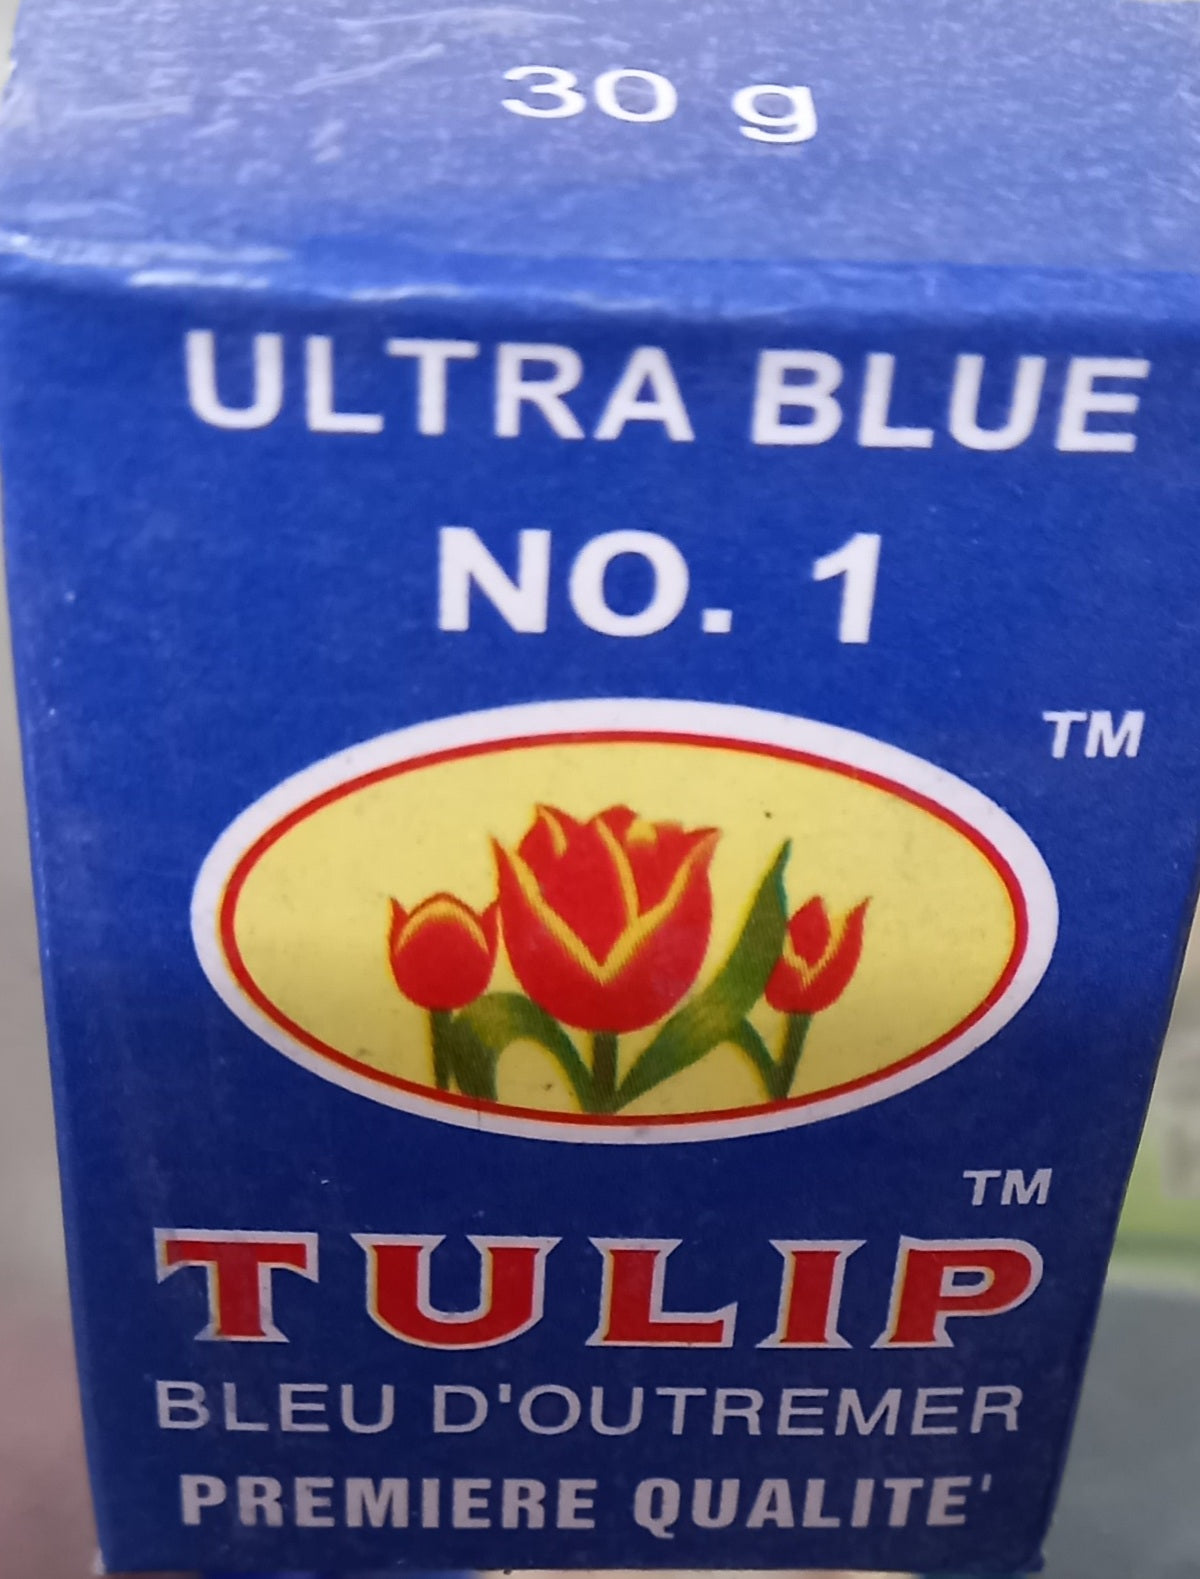 30 g
ULTRA BLUE
NO. 1
TM
TM
TULIP
BLEU D'OUTREMER
PREMIERE QUALITE'